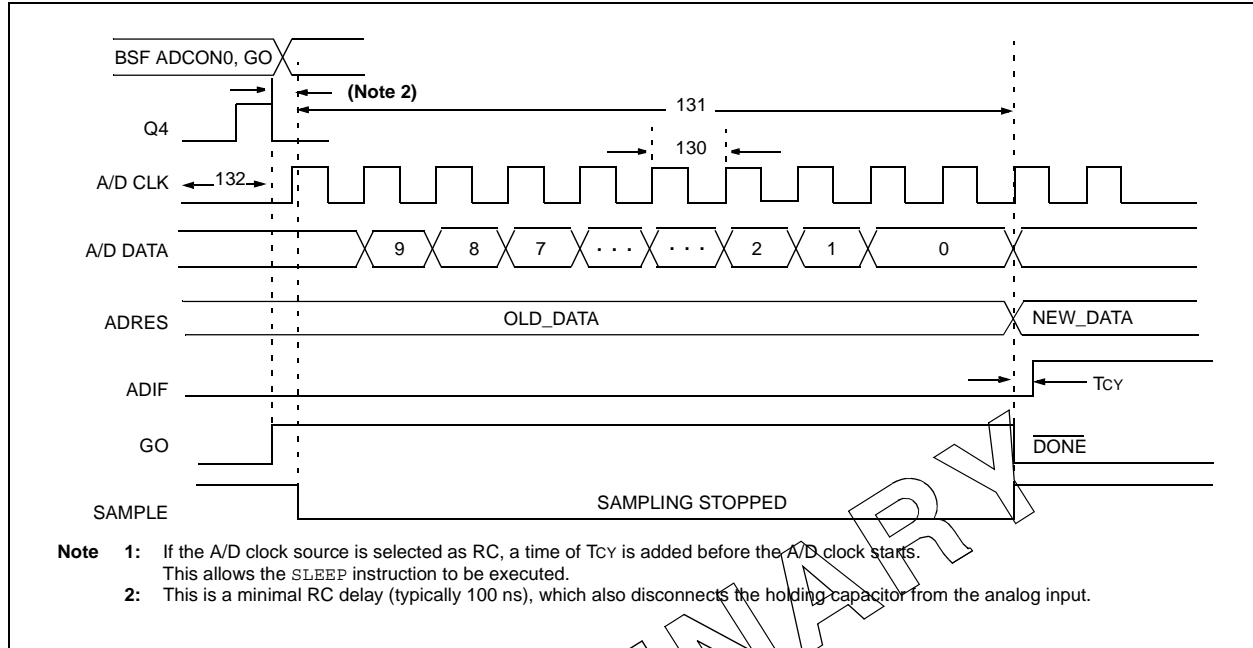 BSF ADCON0, GO
(Note 2)
131
Q4
130
A/D CLK
132
A/D DATA
9 8 7 · · · · · · 2 1 0
ADRES
OLD_DATA
NEW_DATA
ADIF
TCY
GO
DONE
SAMPLE
SAMPLING STOPPED
Note 1: If the A/D clock source is selected as RC, a time of TCY is added before the A/D clock starts.
This allows the SLEEP instruction to be executed.
2: This is a minimal RC delay (typically 100 ns), which also disconnects the holding capacitor from the analog input.
NARY